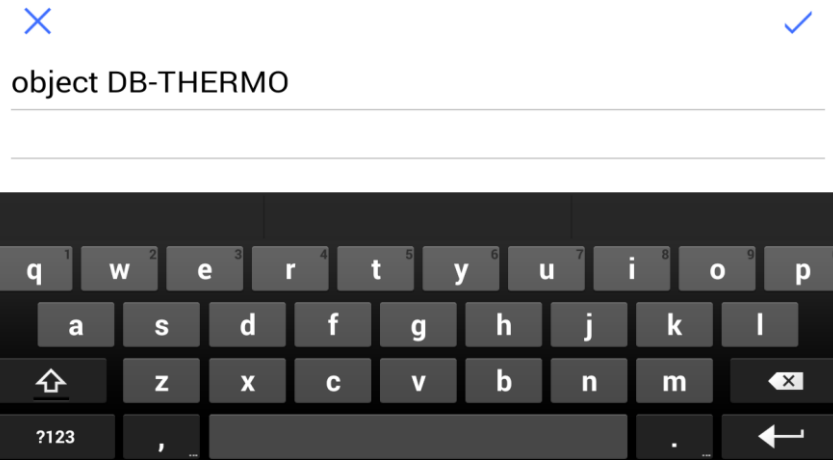 object DB-THERMO
1 2 3 4 5 6 7 8 9
q w e r t y u i o p
a s d f g h j k l
z x c v b n m
?123 , ... . ...